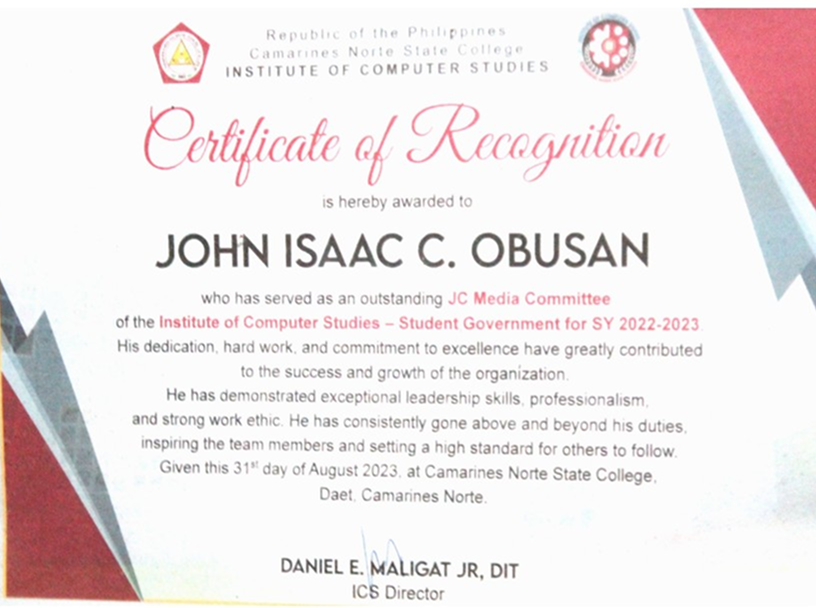 Republic of the Philippines
Camarines Norte State College
INSTITUTE OF COMPUTER STUDIES
Certificate of Recognition
is hereby awarded to
JOHN ISAAC C. OBUSAN
who has served as an outstanding JC Media Committee
of the Institute of Computer Studies – Student Government for SY 2022-2023.
His dedication, hard work, and commitment to excellence have greatly contributed
to the success and growth of the organization.
He has demonstrated exceptional leadership skills, professionalism,
and strong work ethic. He has consistently gone above and beyond his duties,
inspiring the team members and setting a high standard for others to follow.
Given this 31st day of August 2023, at Camarines Norte State College,
Daet, Camarines Norte.
DANIEL E. MALIGAT JR, DIT
ICS Director